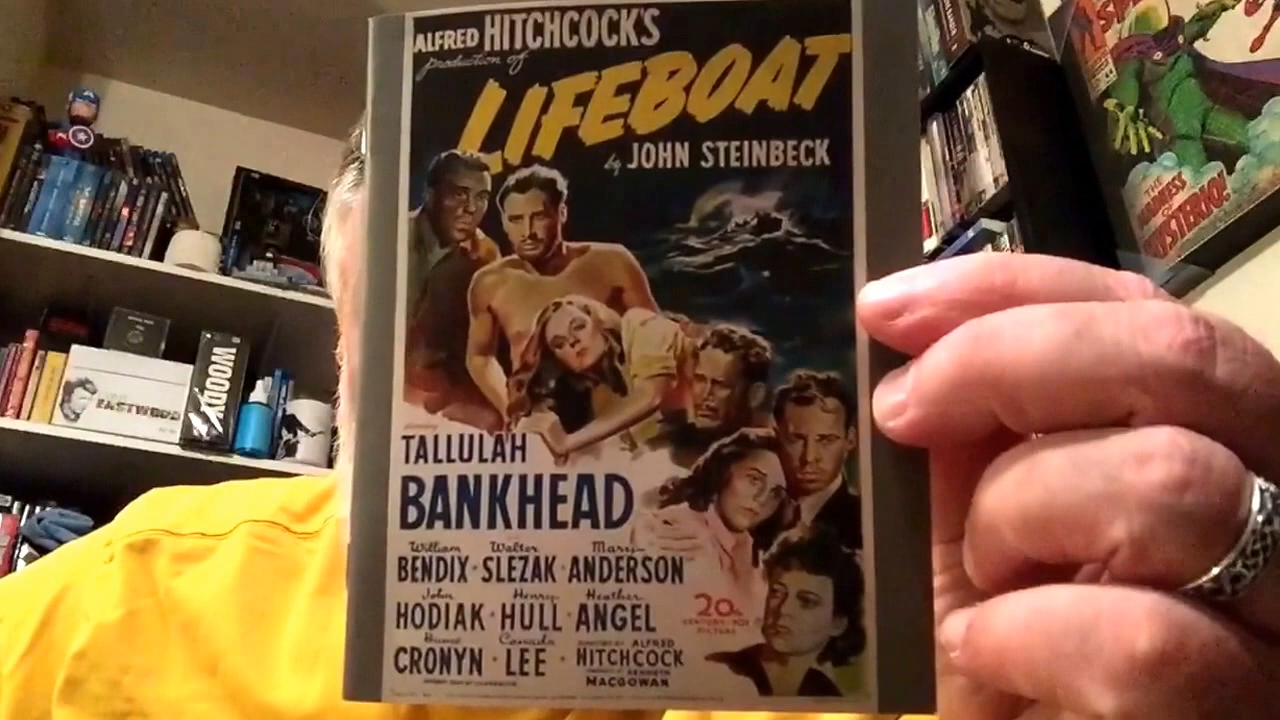 ALFRED HITCHCOCK'S
production of
LIFEBOAT
by JOHN STEINBECK
TALLULAH
BANKHEAD
William Walter Mary
BENDIX · SLEZAK · ANDERSON
John Henry Heather
HODIAK · HULL · ANGEL
Hume Canada
CRONYN · LEE ·
DIRECTED BY ALFRED
HITCHCOCK
KENNETH
MACGOWAN
20th
CENTURY-FOX
PICTURE
EASTWOOD
WOODY
THE
MADNESS
OF
MYSTERIO!